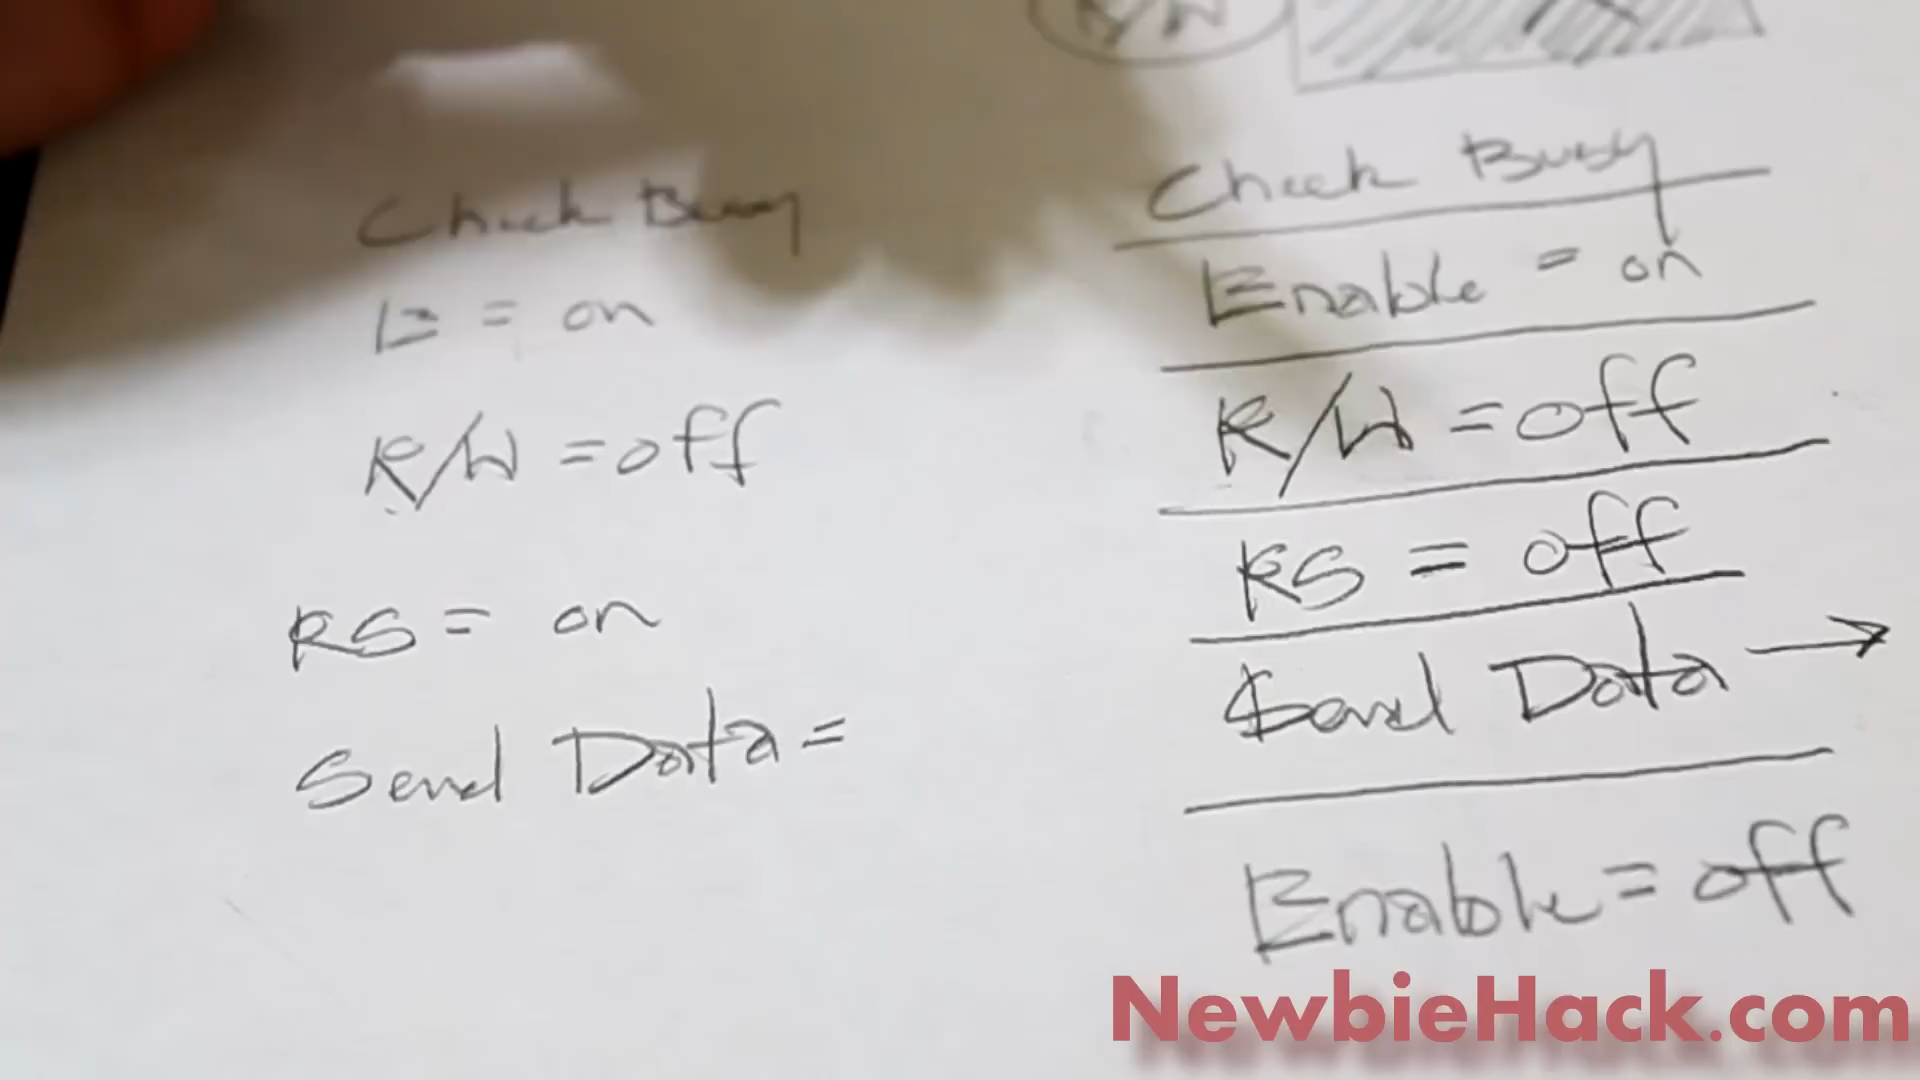 R/W
Check Busy
E = on
R/W = off
RS = on
Send Data =
Check Busy
Enable = on
R/W = off
RS = off
Send Data →
Enable = off
NewbieHack.com